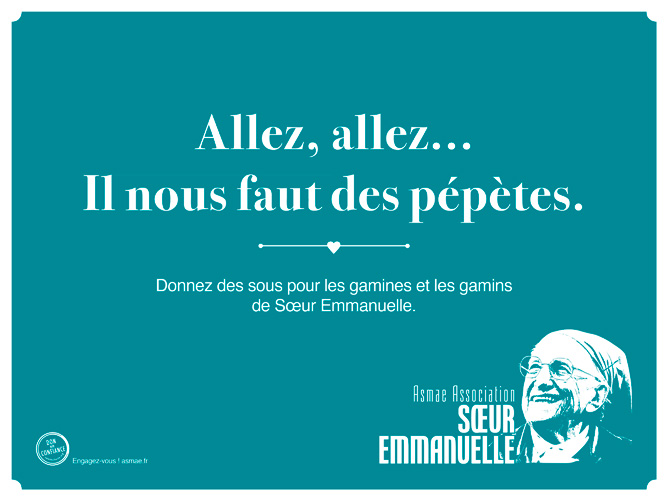 Allez, allez...
Il nous faut des pépètes.
Donnez des sous pour les gamines et les gamins
de Sœur Emmanuelle.
Asmae Association
SŒUR
EMMANUELLE
DON
EN
CONFIANCE
Engagez-vous ! asmae.fr